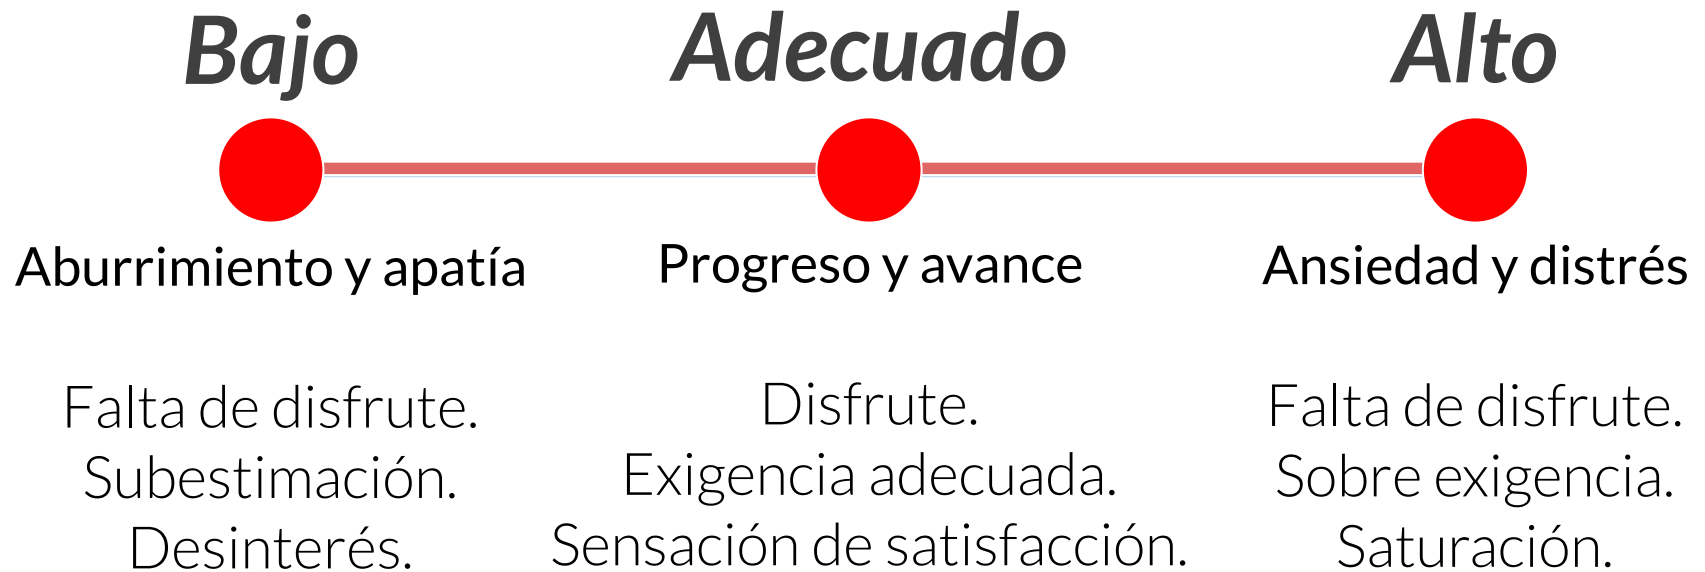 Bajo
Adecuado
Alto
Aburrimiento y apatía
Progreso y avance
Ansiedad y distrés
Falta de disfrute.
Subestimación.
Desinterés.
Disfrute.
Exigencia adecuada.
Sensación de satisfacción.
Falta de disfrute.
Sobre exigencia.
Saturación.